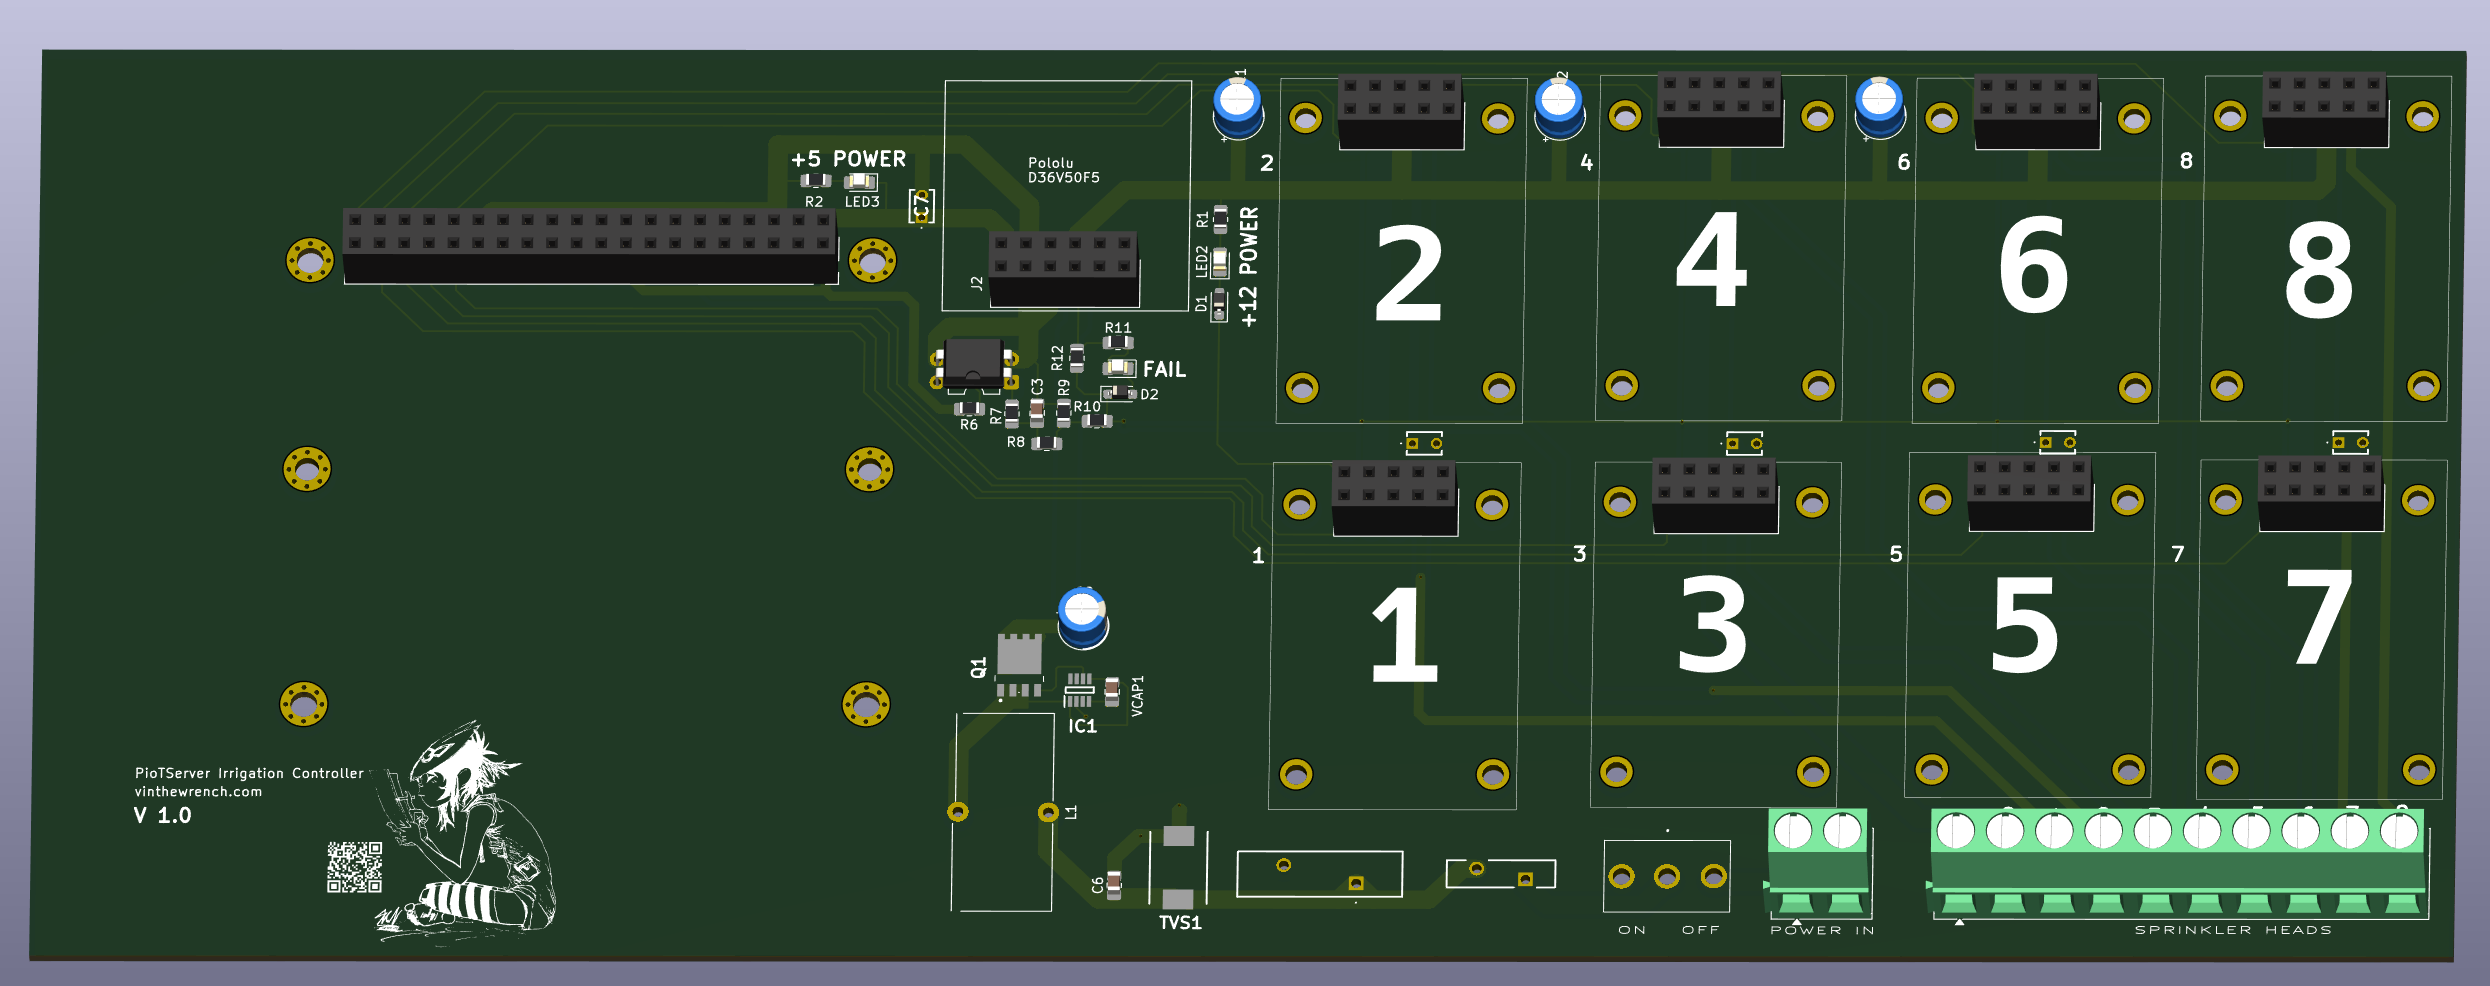 +5 POWER
R2
LED3
C7
Pololu
D36V50F5
J2
R1
LED2
D1
+12 POWER
1
2
2
2
4
4
6
6
8
8
R11
R12
FAIL
D2
C3
R9
R10
R7
R6
R8
1
1
3
3
5
5
7
7
Q1
IC1
VCAP1
L1
C6
TVS1
PioTServer Irrigation Controller
vinthewrench.com
V 1.0
ON OFF
POWER IN
SPRINKLER HEADS